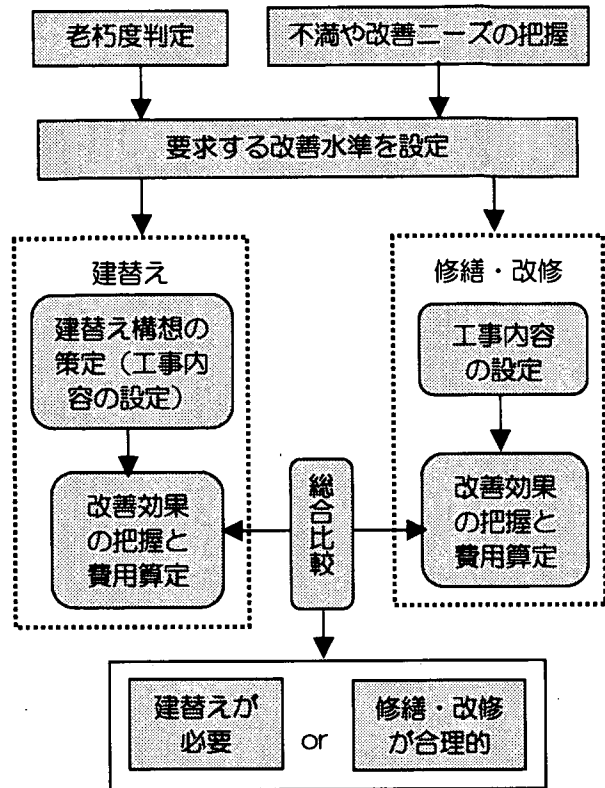 老朽度判定
不満や改善ニーズの把握
要求する改善水準を設定
建替え
建替え構想の
策定（工事内
容の設定）
改善効果
の把握と
費用算定
総合比較
修繕・改修
工事内容
の設定
改善効果
の把握と
費用算定
建替えが
必要
or
修繕・改修
が合理的